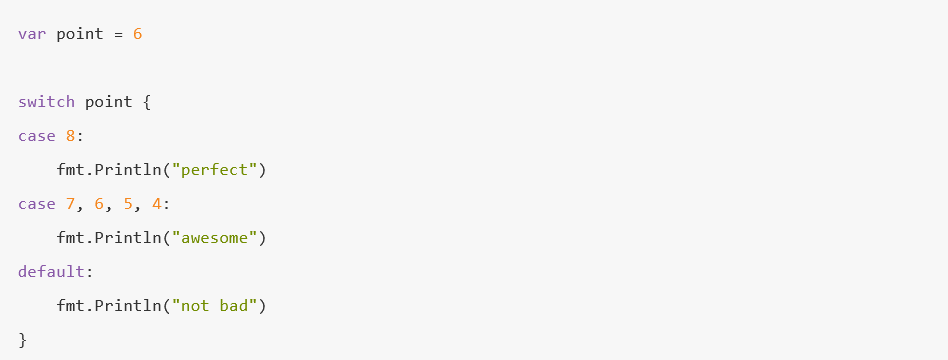 var point = 6
switch point {
case 8:
    fmt.Println("perfect")
case 7, 6, 5, 4:
    fmt.Println("awesome")
default:
    fmt.Println("not bad")
}